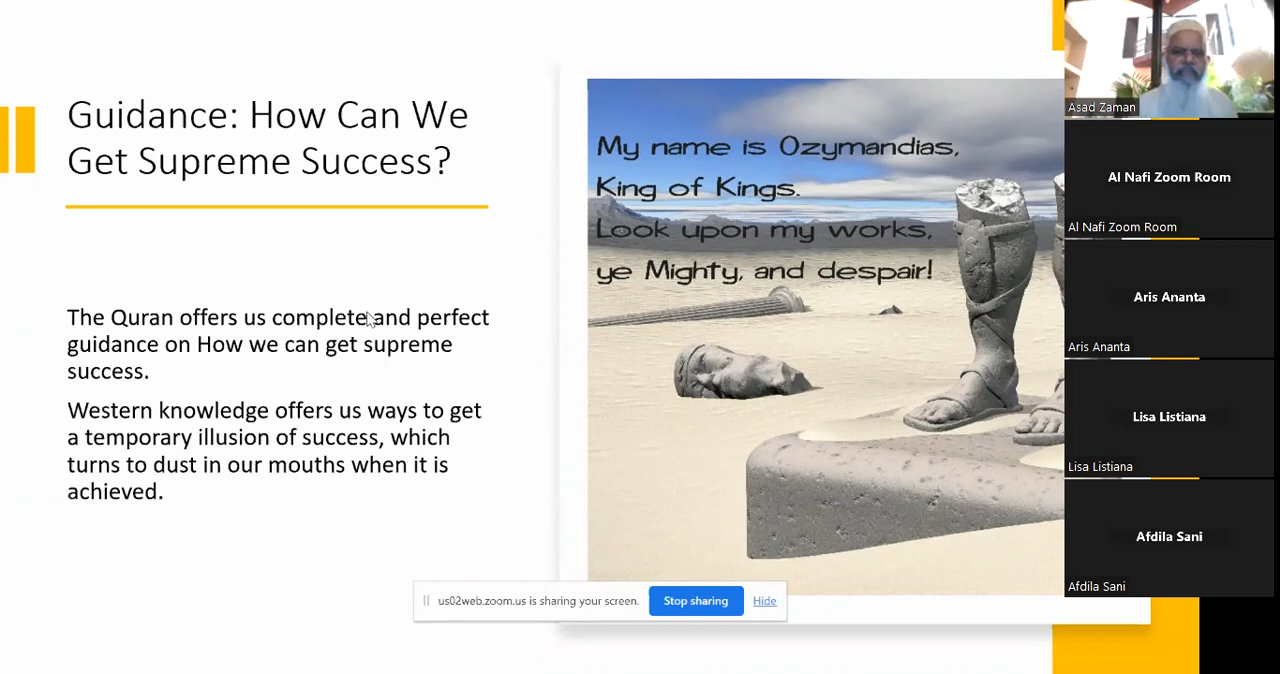 Guidance: How Can We
Get Supreme Success?
The Quran offers us complete and perfect
guidance on How we can get supreme
success.
Western knowledge offers us ways to get
a temporary illusion of success, which
turns to dust in our mouths when it is
achieved.
My name is Ozymandias,
King of Kings.
Look upon my works,
ye Mighty, and despair!
us02web.zoom.us is sharing your screen.
Stop sharing
Hide
Asad Zaman
Al Nafi Zoom Room
Al Nafi Zoom Room
Aris Ananta
Aris Ananta
Lisa Listiana
Lisa Listiana
Afdila Sani
Afdila Sani